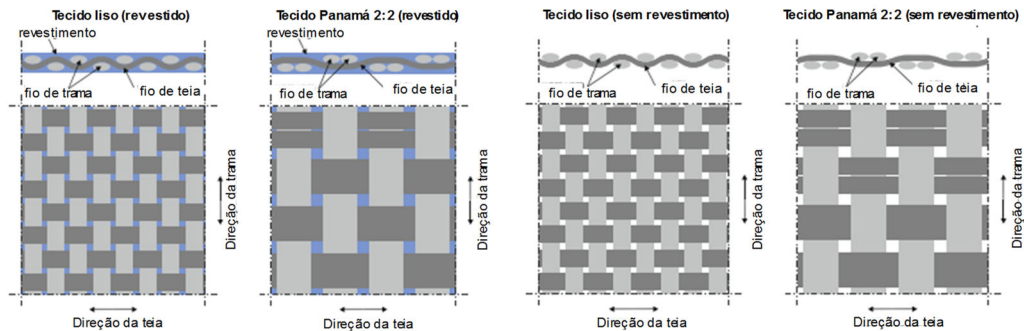 Tecido liso (revestido)
revestimento
fio de trama
fio de teia
Direção da trama
Direção da teia
Tecido Panamá 2:2 (revestido)
revestimento
fio de trama
fio de teia
Direção da trama
Direção da teia
Tecido liso (sem revestimento)
fio de trama
fio de teia
Direção da trama
Direção da teia
Tecido Panamá 2:2 (sem revestimento)
fio de trama
fio de teia
Direção da trama
Direção da teia